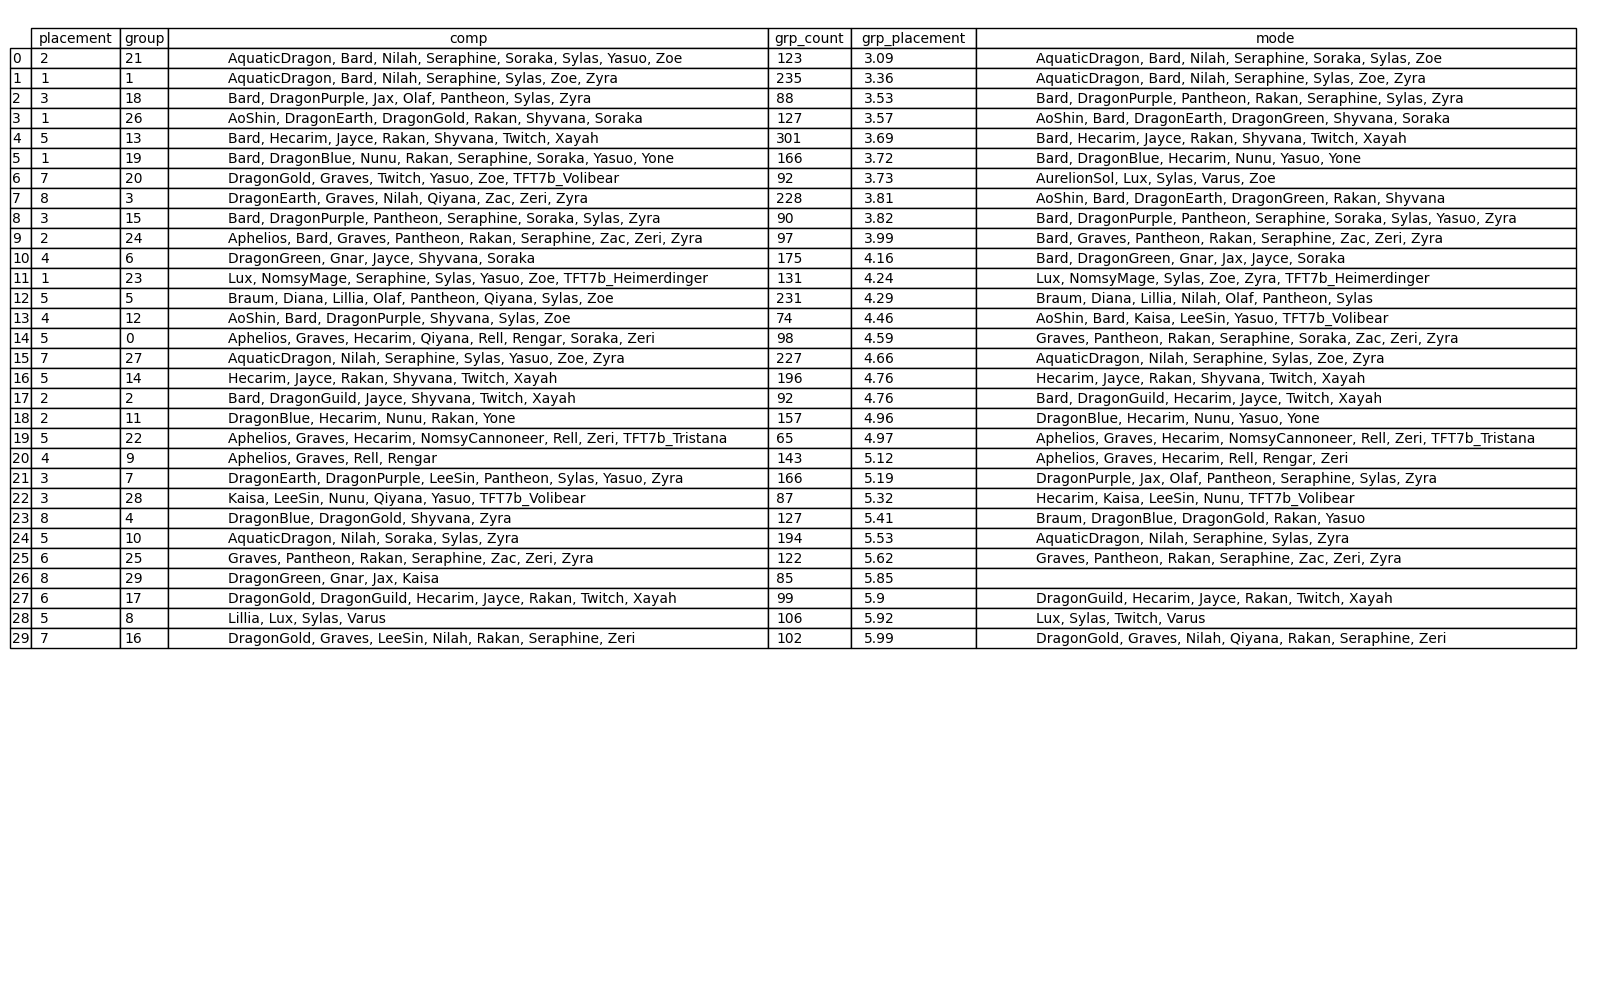 placement group comp grp_count grp_placement mode
0 2 21 AquaticDragon, Bard, Nilah, Seraphine, Soraka, Sylas, Yasuo, Zoe 123 3.09 AquaticDragon, Bard, Nilah, Seraphine, Soraka, Sylas, Zoe
1 1 1 AquaticDragon, Bard, Nilah, Seraphine, Sylas, Zoe, Zyra 235 3.36 AquaticDragon, Bard, Nilah, Seraphine, Sylas, Zoe, Zyra
2 3 18 Bard, DragonPurple, Jax, Olaf, Pantheon, Sylas, Zyra 88 3.53 Bard, DragonPurple, Pantheon, Rakan, Seraphine, Sylas, Zyra
3 1 26 AoShin, DragonEarth, DragonGold, Rakan, Shyvana, Soraka 127 3.57 AoShin, Bard, DragonEarth, DragonGreen, Shyvana, Soraka
4 5 13 Bard, Hecarim, Jayce, Rakan, Shyvana, Twitch, Xayah 301 3.69 Bard, Hecarim, Jayce, Rakan, Shyvana, Twitch, Xayah
5 1 19 Bard, DragonBlue, Nunu, Rakan, Seraphine, Soraka, Yasuo, Yone 166 3.72 Bard, DragonBlue, Hecarim, Nunu, Yasuo, Yone
6 7 20 DragonGold, Graves, Twitch, Yasuo, Zoe, TFT7b_Volibear 92 3.73 AurelionSol, Lux, Sylas, Varus, Zoe
7 8 3 DragonEarth, Graves, Nilah, Qiyana, Zac, Zeri, Zyra 228 3.81 AoShin, Bard, DragonEarth, DragonGreen, Rakan, Shyvana
8 3 15 Bard, DragonPurple, Pantheon, Seraphine, Soraka, Sylas, Zyra 90 3.82 Bard, DragonPurple, Pantheon, Seraphine, Soraka, Sylas, Yasuo, Zyra
9 2 24 Aphelios, Bard, Graves, Pantheon, Rakan, Seraphine, Zac, Zeri, Zyra 97 3.99 Bard, Graves, Pantheon, Rakan, Seraphine, Zac, Zeri, Zyra
10 4 6 DragonGreen, Gnar, Jayce, Shyvana, Soraka 175 4.16 Bard, DragonGreen, Gnar, Jax, Jayce, Soraka
11 1 23 Lux, NomsyMage, Seraphine, Sylas, Yasuo, Zoe, TFT7b_Heimerdinger 131 4.24 Lux, NomsyMage, Sylas, Zoe, Zyra, TFT7b_Heimerdinger
12 5 5 Braum, Diana, Lillia, Olaf, Pantheon, Qiyana, Sylas, Zoe 231 4.29 Braum, Diana, Lillia, Nilah, Olaf, Pantheon, Sylas
13 4 12 AoShin, Bard, DragonPurple, Shyvana, Sylas, Zoe 74 4.46 AoShin, Bard, Kaisa, LeeSin, Yasuo, TFT7b_Volibear
14 5 0 Aphelios, Graves, Hecarim, Qiyana, Rell, Rengar, Soraka, Zeri 98 4.59 Graves, Pantheon, Rakan, Seraphine, Soraka, Zac, Zeri, Zyra
15 7 27 AquaticDragon, Nilah, Seraphine, Sylas, Yasuo, Zoe, Zyra 227 4.66 AquaticDragon, Nilah, Seraphine, Sylas, Zoe, Zyra
16 5 14 Hecarim, Jayce, Rakan, Shyvana, Twitch, Xayah 196 4.76 Hecarim, Jayce, Rakan, Shyvana, Twitch, Xayah
17 2 2 Bard, DragonGuild, Jayce, Shyvana, Twitch, Xayah 92 4.76 Bard, DragonGuild, Hecarim, Jayce, Twitch, Xayah
18 2 11 DragonBlue, Hecarim, Nunu, Rakan, Yone 157 4.96 DragonBlue, Hecarim, Nunu, Yasuo, Yone
19 5 22 Aphelios, Graves, Hecarim, NomsyCannoneer, Rell, Zeri, TFT7b_Tristana 65 4.97 Aphelios, Graves, Hecarim, NomsyCannoneer, Rell, Zeri, TFT7b_Tristana
20 4 9 Aphelios, Graves, Rell, Rengar 143 5.12 Aphelios, Graves, Hecarim, Rell, Rengar, Zeri
21 3 7 DragonEarth, DragonPurple, LeeSin, Pantheon, Sylas, Yasuo, Zyra 166 5.19 DragonPurple, Jax, Olaf, Pantheon, Seraphine, Sylas, Zyra
22 3 28 Kaisa, LeeSin, Nunu, Qiyana, Yasuo, TFT7b_Volibear 87 5.32 Hecarim, Kaisa, LeeSin, Nunu, TFT7b_Volibear
23 8 4 DragonBlue, DragonGold, Shyvana, Zyra 127 5.41 Braum, DragonBlue, DragonGold, Rakan, Yasuo
24 5 10 AquaticDragon, Nilah, Soraka, Sylas, Zyra 194 5.53 AquaticDragon, Nilah, Seraphine, Sylas, Zyra
25 6 25 Graves, Pantheon, Rakan, Seraphine, Zac, Zeri, Zyra 122 5.62 Graves, Pantheon, Rakan, Seraphine, Zac, Zeri, Zyra
26 8 29 DragonGreen, Gnar, Jax, Kaisa 85 5.85
27 6 17 DragonGold, DragonGuild, Hecarim, Jayce, Rakan, Twitch, Xayah 99 5.9 DragonGuild, Hecarim, Jayce, Rakan, Twitch, Xayah
28 5 8 Lillia, Lux, Sylas, Varus 106 5.92 Lux, Sylas, Twitch, Varus
29 7 16 DragonGold, Graves, LeeSin, Nilah, Rakan, Seraphine, Zeri 102 5.99 DragonGold, Graves, Nilah, Qiyana, Rakan, Seraphine, Zeri